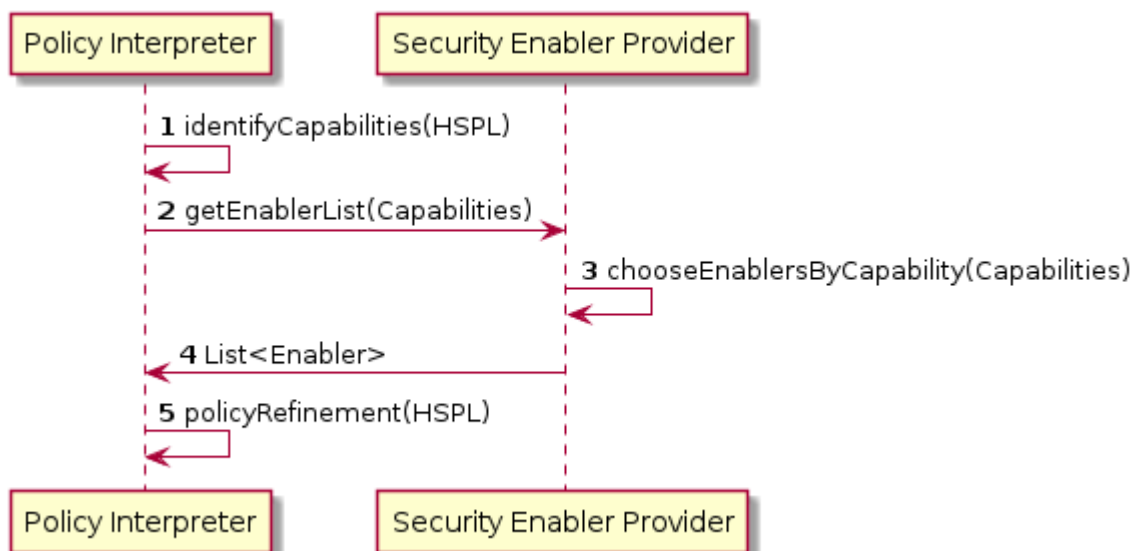 Policy Interpreter
Security Enabler Provider
1 identifyCapabilities(HSPL)
2 getEnablerList(Capabilities)
3 chooseEnablersByCapability(Capabilities)
4 List<Enabler>
5 policyRefinement(HSPL)
Policy Interpreter
Security Enabler Provider